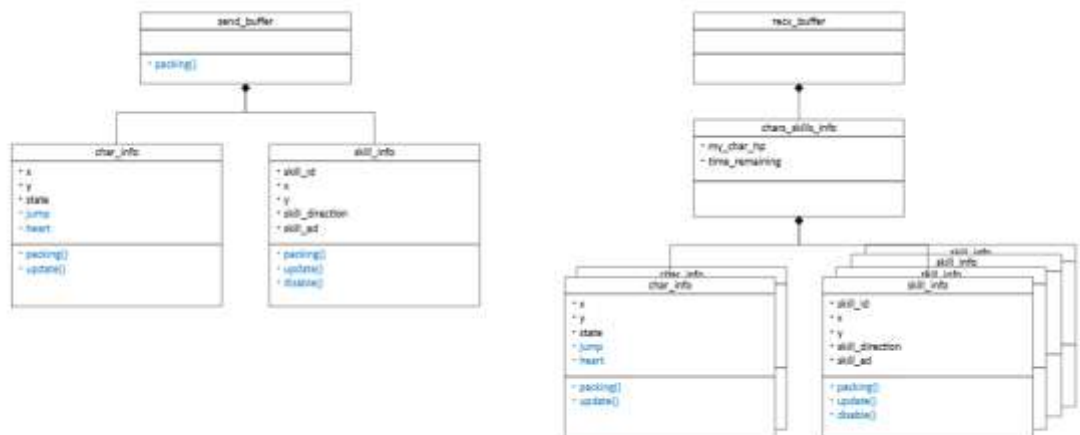 send_buffer
- packing()
char_info
- x
- y
- state
- jump
- heart
- packing()
- update()
skill_info
- skill_id
- x
- y
- skill_direction
- skill_ad
- packing()
- update()
- disable()
recv_buffer
chars_skills_info
- my_char_hp
- time_remaining
char_info
char_info
- x
- y
- state
- jump
- heart
- packing()
- update()
skill_info
skill_info
skill_info
skill_info
- skill_id
- x
- y
- skill_direction
- skill_ad
- packing()
- update()
- disable()